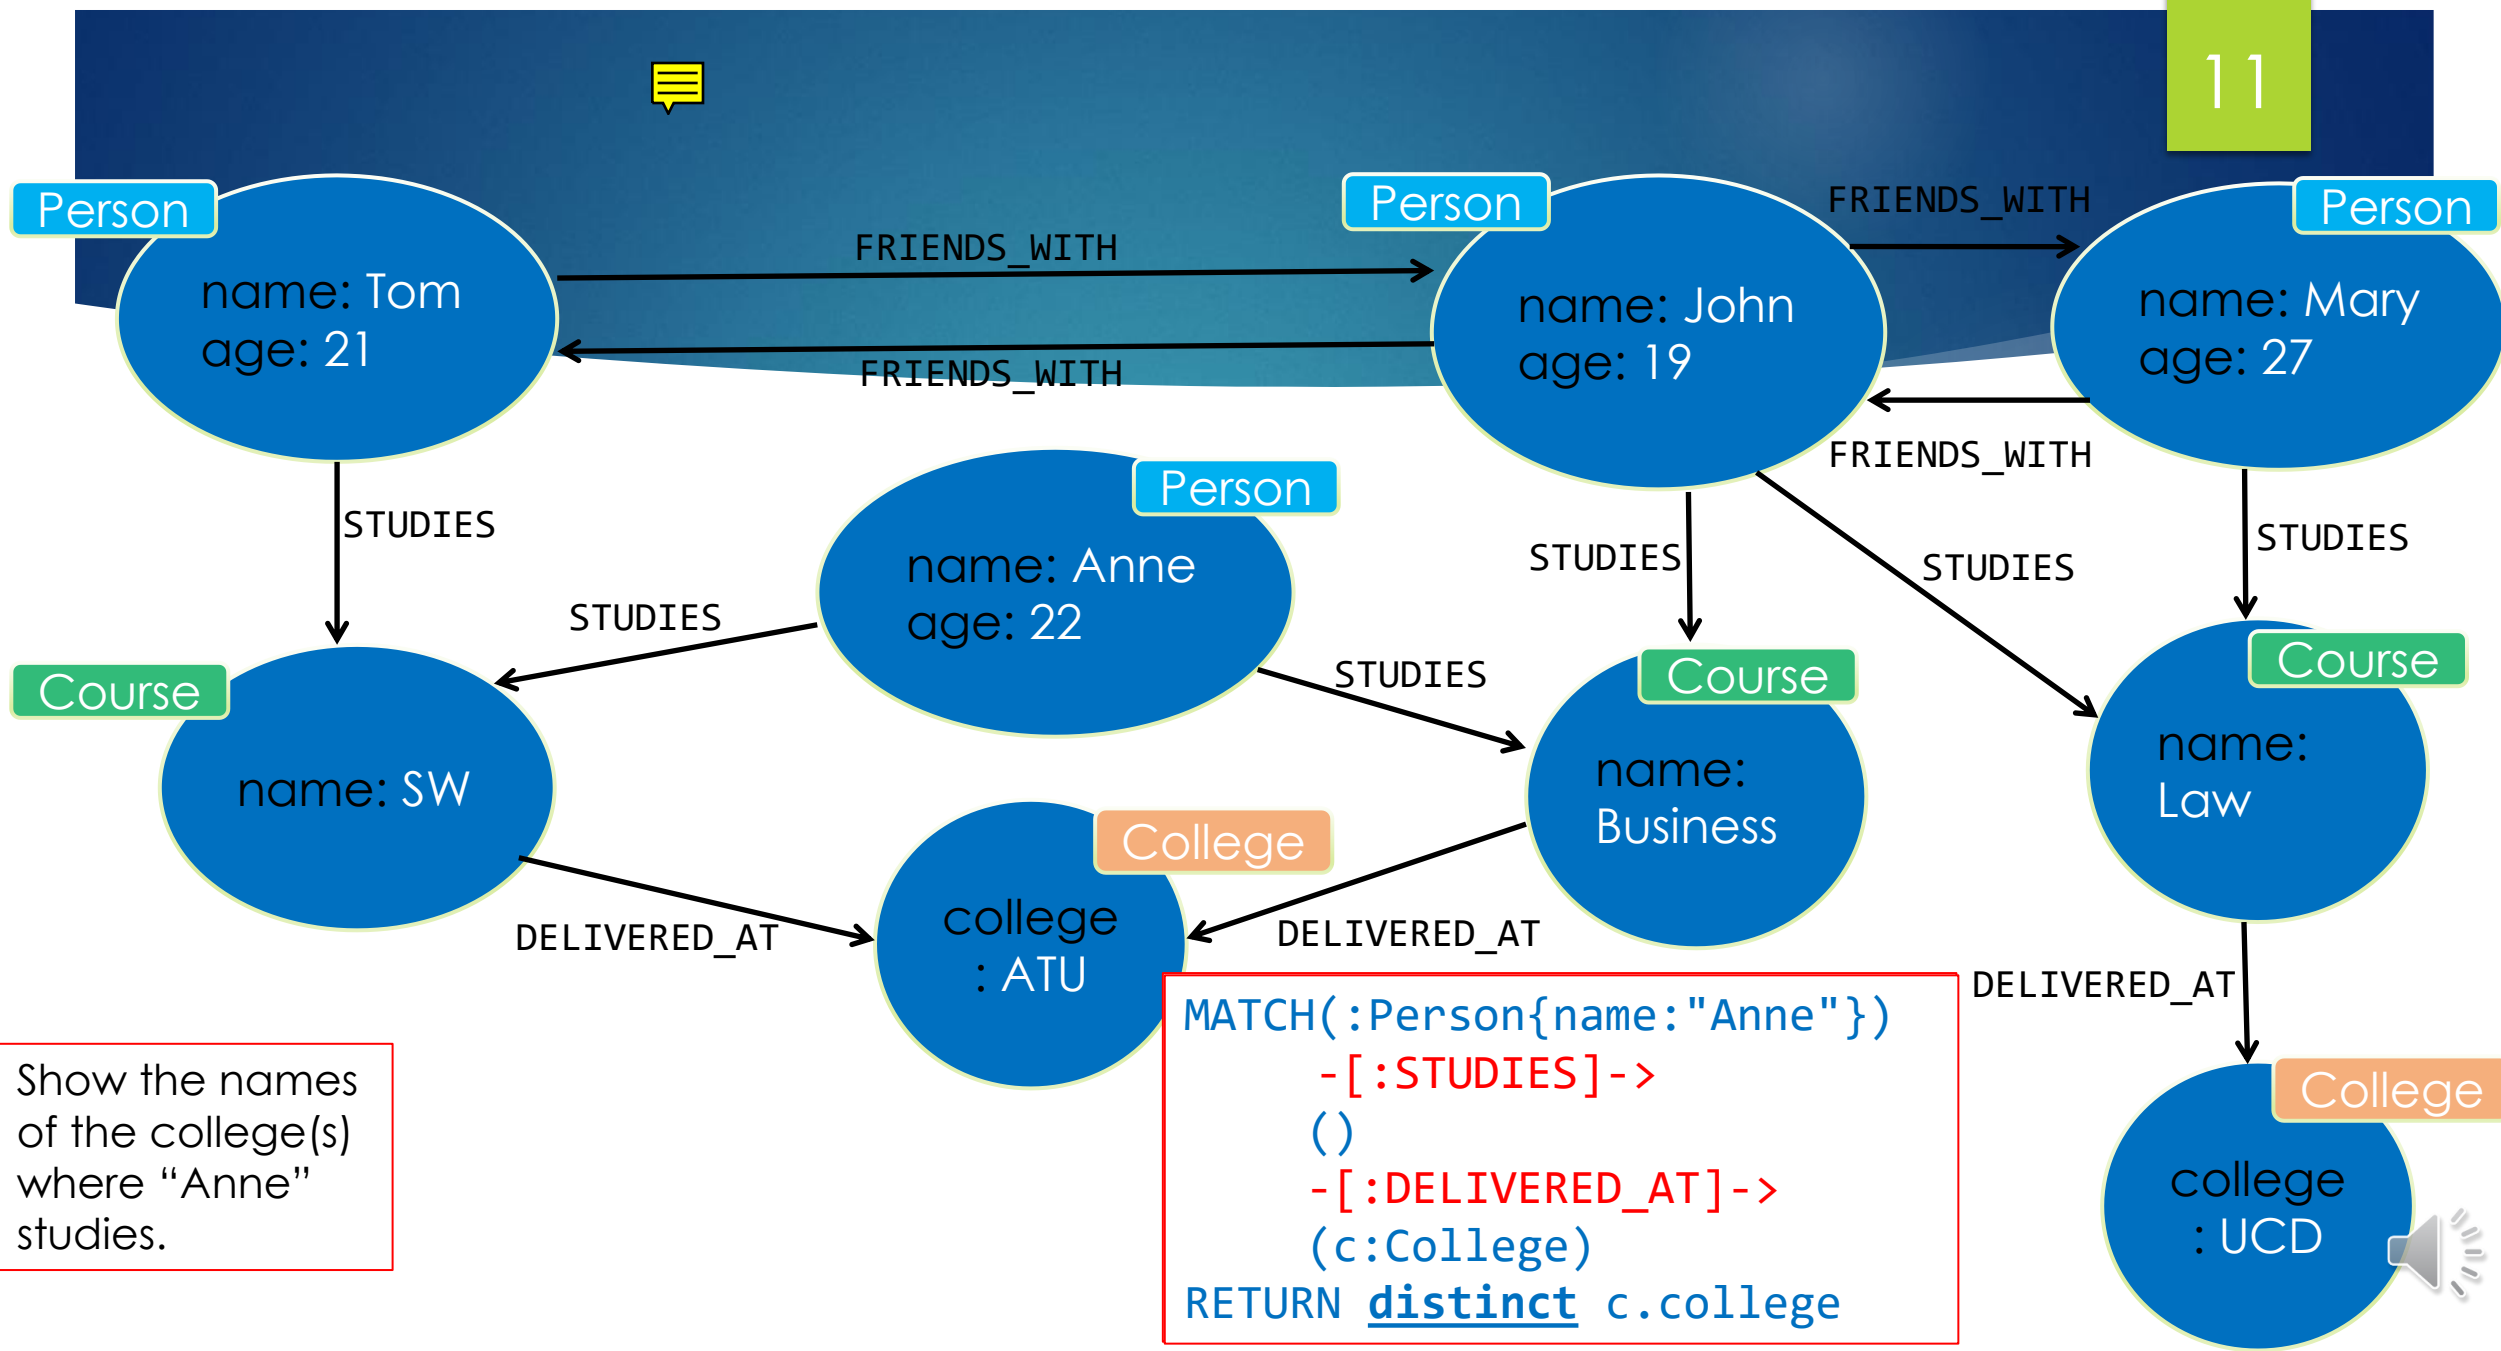 11
Person
name: Tom
age: 21
FRIENDS_WITH
FRIENDS_WITH
Person
name: John
age: 19
FRIENDS_WITH
FRIENDS_WITH
Person
name: Mary
age: 27
STUDIES
Person
name: Anne
age: 22
STUDIES
STUDIES
STUDIES
STUDIES
STUDIES
Course
name: SW
Course
name:
Business
Course
name:
Law
DELIVERED_AT
College
college
: ATU
DELIVERED_AT
DELIVERED_AT
College
college
: UCD
Show the names
of the college(s)
where “Anne”
studies.
MATCH(:Person{name:"Anne"})
-[:STUDIES]->
()
-[:DELIVERED_AT]->
(c:College)
RETURN distinct c.college